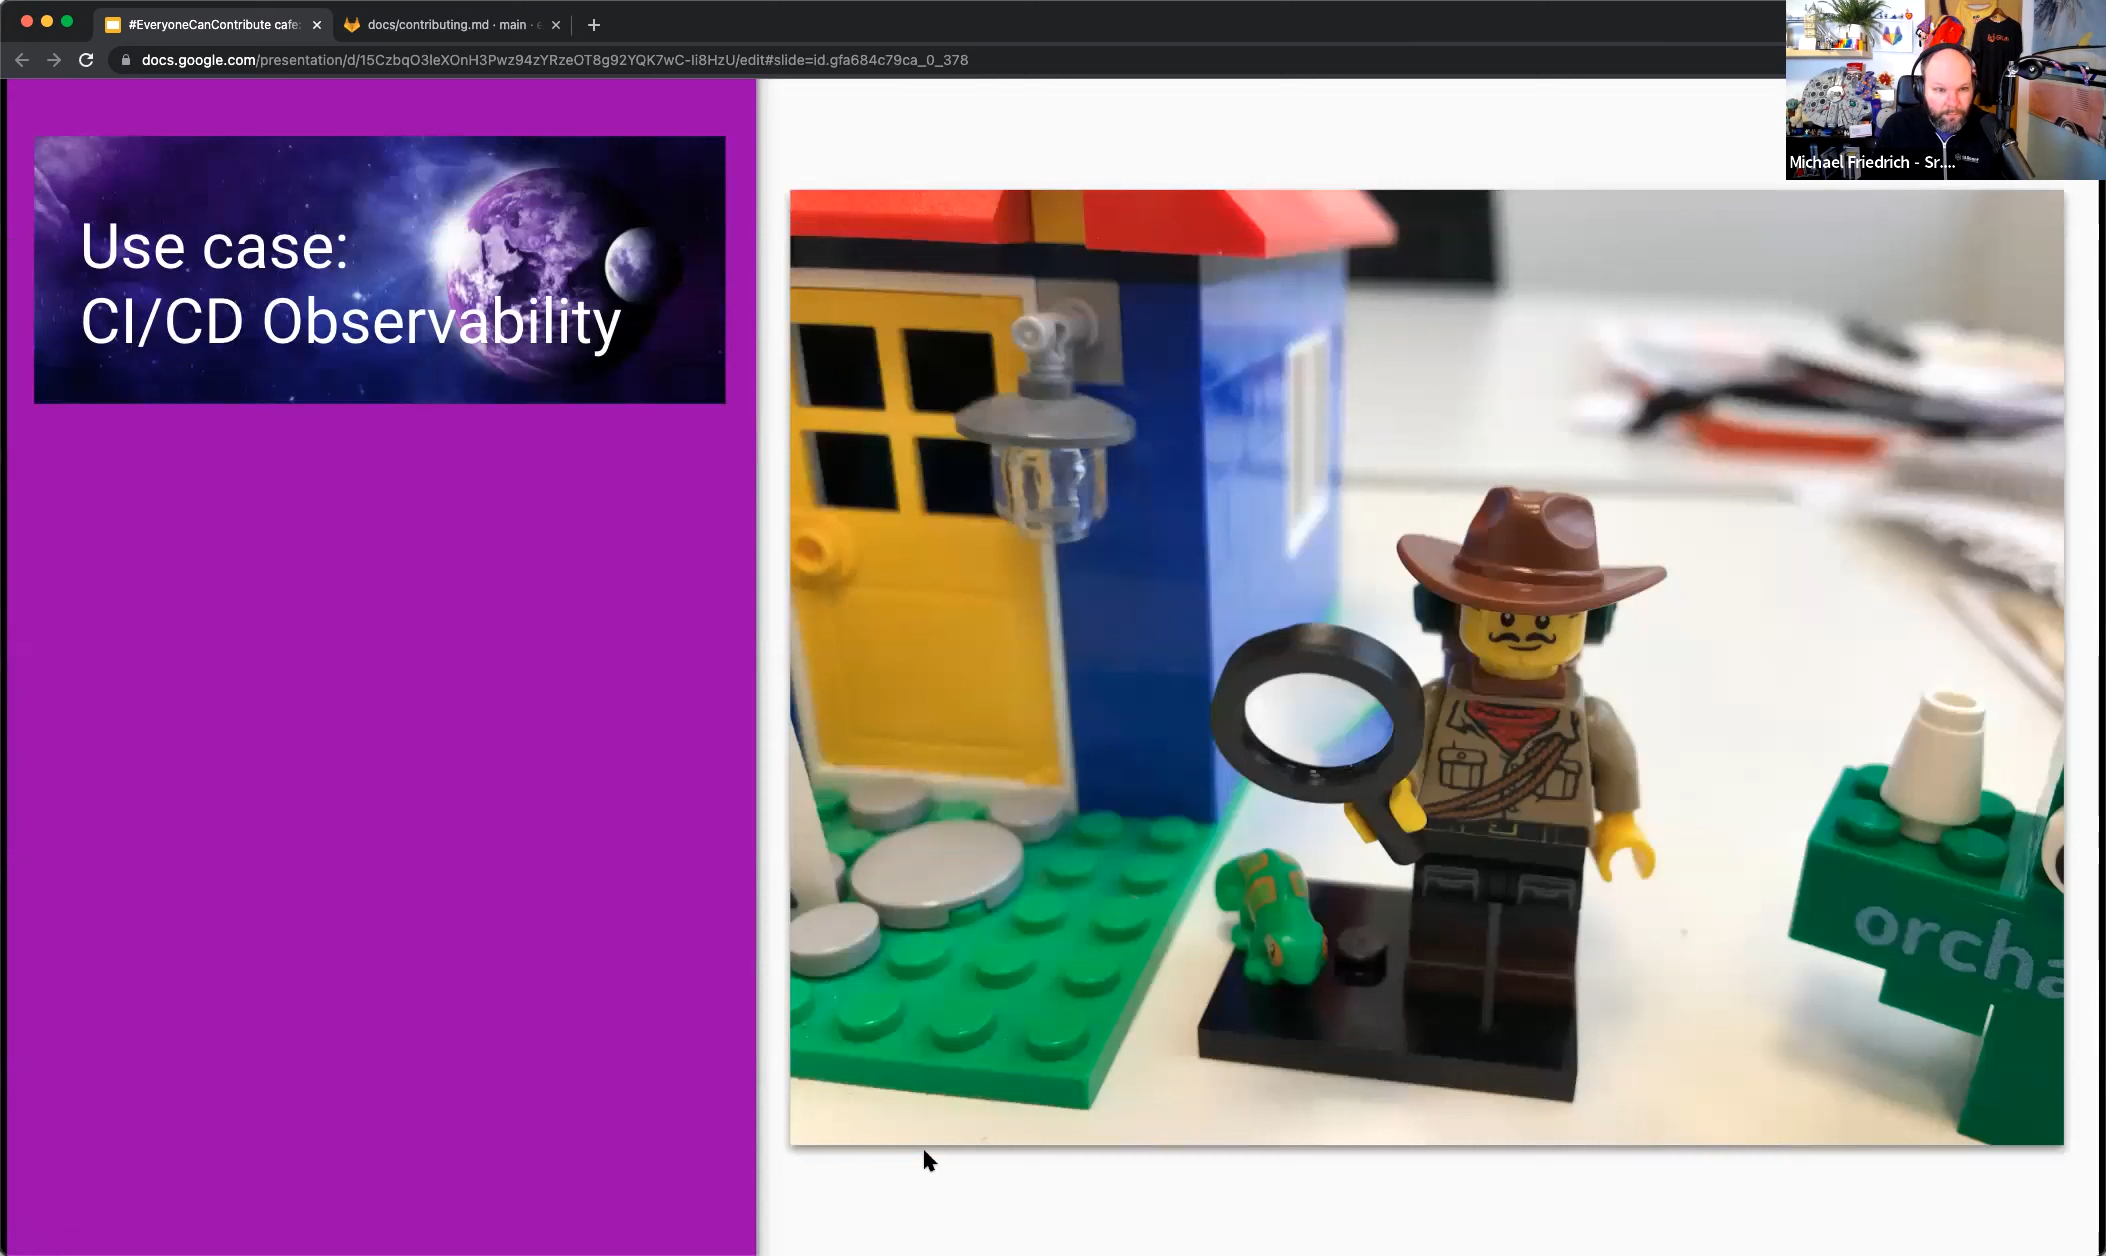 #EveryoneCanContribute cafe:
docs/contributing.md · main ·
docs.google.com/presentation/d/15CzbqO3IeXOnH3Pwz94zYRzeOT8g92YQK7wC-Ii8HzU/edit#slide=id.gfa684c79ca_0_378
Michael Friedrich - Sr....
Use case:
CI/CD Observability
orcha